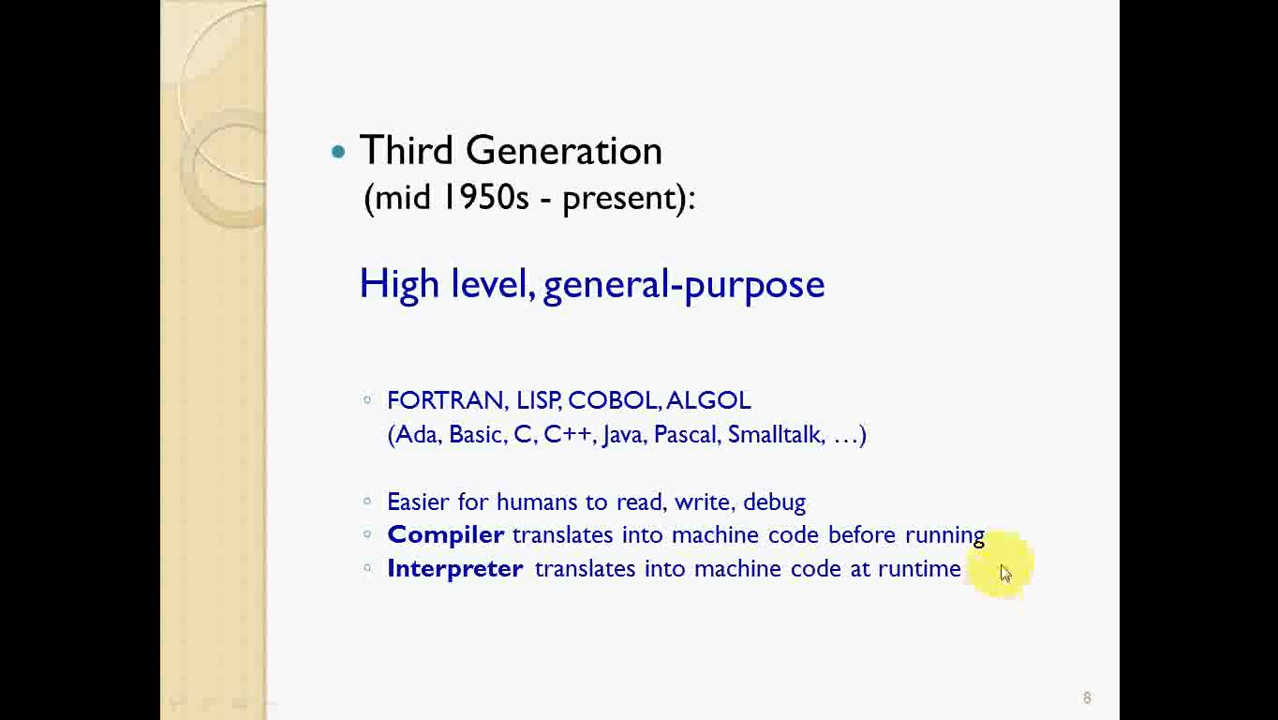 Third Generation
(mid 1950s - present):
High level, general-purpose
FORTRAN, LISP, COBOL, ALGOL
(Ada, Basic, C, C++, Java, Pascal, Smalltalk, …)
Easier for humans to read, write, debug
Compiler translates into machine code before running
Interpreter translates into machine code at runtime
8